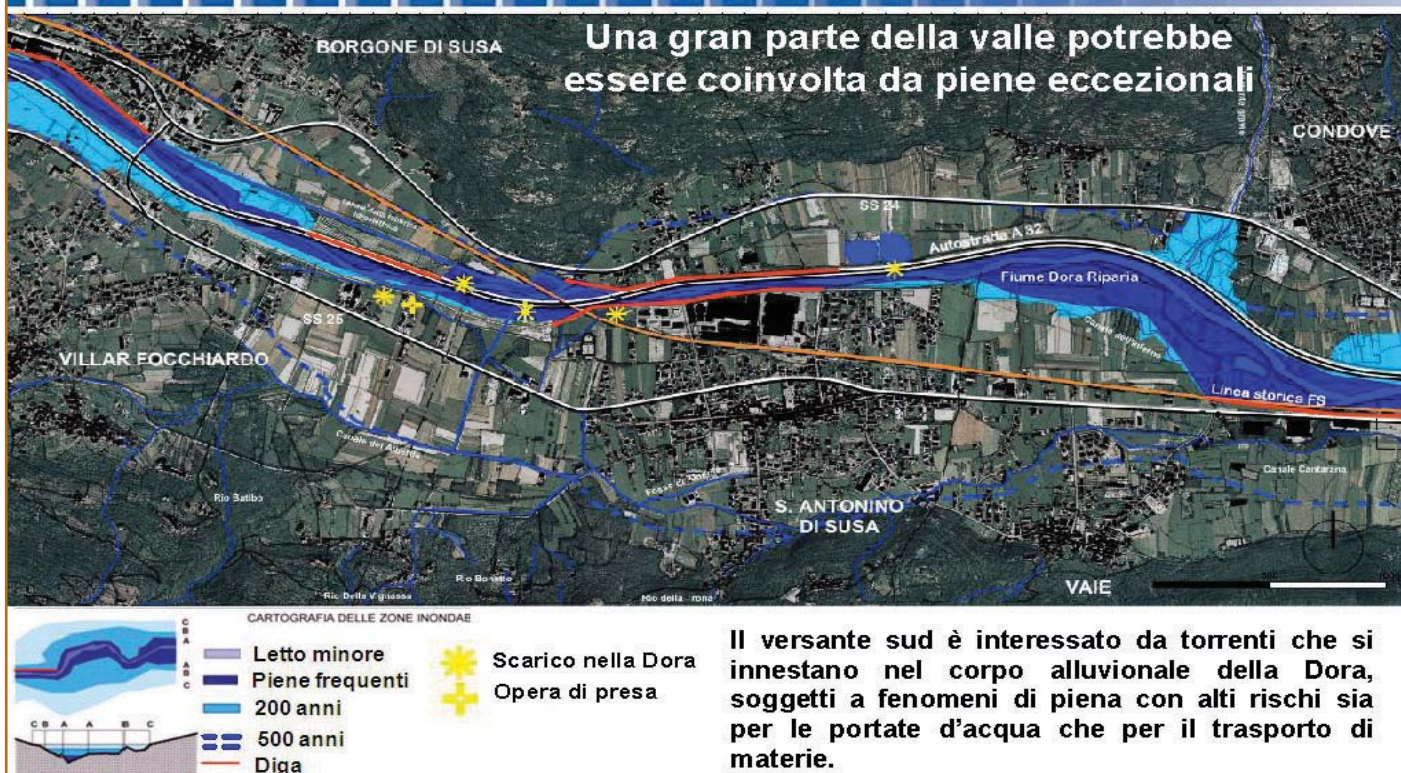 Una gran parte della valle potrebbe
essere coinvolta da piene eccezionali
BORGONE DI SUSA
CONDOVE
SS 24
Autostrada A 32
Fiume Dora Riparia
SS 25
VILLAR FOCCHIARDO
Linea storica FS
Canale Cantarana
Rio Batibo
S. ANTONINO
DI SUSA
VAIE
CARTOGRAFIA DELLE ZONE INONDAE
C
B
A
A
B
C
Letto minore
Piene frequenti
200 anni
C B A A B C
500 anni
Diga
Scarico nella Dora
Opera di presa
Il versante sud è interessato da torrenti che si
innestano nel corpo alluvionale della Dora,
soggetti a fenomeni di piena con alti rischi sia
per le portate d'acqua che per il trasporto di
materie.